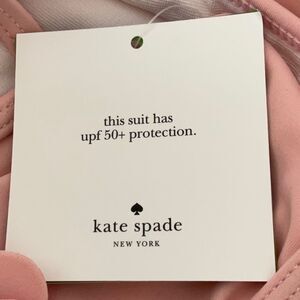 this suit has
upf 50+ protection.
kate spade
NEW YORK